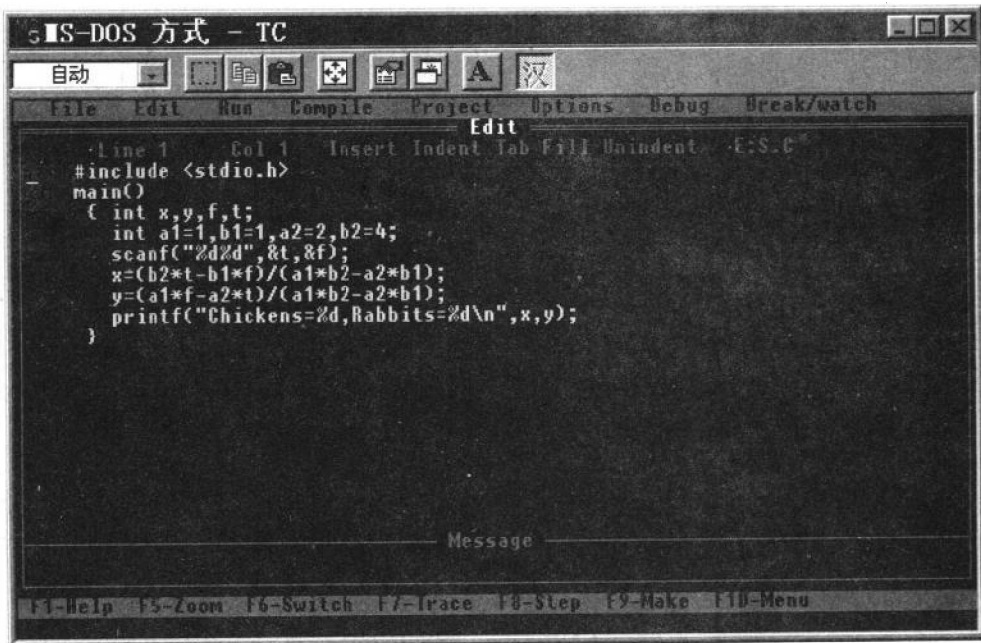 MS-DOS 方式 - TC
自动 A 汉
File Edit Run Compile Project Options Debug Break/watch
Edit
Line 1 Col 1 Insert Indent Tab Fill Unindent E:S.C
#include <stdio.h>
main()
{ int x,y,f,t;
int a1=1,b1=1,a2=2,b2=4;
scanf("%d%d",&t,&f);
x=(b2*t-b1*f)/(a1*b2-a2*b1);
y=(a1*f-a2*t)/(a1*b2-a2*b1);
printf("Chickens=%d,Rabbits=%d\n",x,y);
}
Message
F1-Help F5-Zoom F6-Switch F7-Trace F8-Step F9-Make F10-Menu